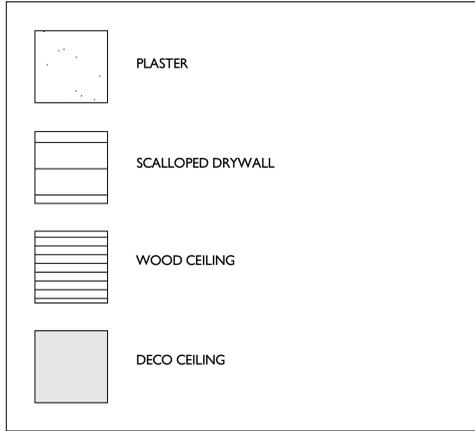 PLASTER
SCALLOPED DRYWALL
WOOD CEILING
DECO CEILING